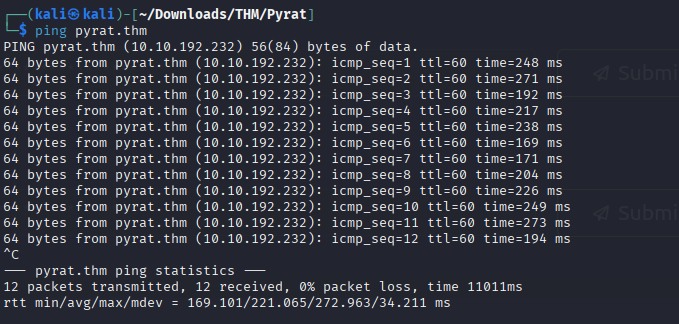 ┌──(kali㉿kali)-[~/Downloads/THM/Pyrat]
└─$ ping pyrat.thm
PING pyrat.thm (10.10.192.232) 56(84) bytes of data.
64 bytes from pyrat.thm (10.10.192.232): icmp_seq=1 ttl=60 time=248 ms
64 bytes from pyrat.thm (10.10.192.232): icmp_seq=2 ttl=60 time=271 ms
64 bytes from pyrat.thm (10.10.192.232): icmp_seq=3 ttl=60 time=192 ms
Submi
64 bytes from pyrat.thm (10.10.192.232): icmp_seq=4 ttl=60 time=217 ms
64 bytes from pyrat.thm (10.10.192.232): icmp_seq=5 ttl=60 time=238 ms
64 bytes from pyrat.thm (10.10.192.232): icmp_seq=6 ttl=60 time=169 ms
64 bytes from pyrat.thm (10.10.192.232): icmp_seq=7 ttl=60 time=171 ms
64 bytes from pyrat.thm (10.10.192.232): icmp_seq=8 ttl=60 time=204 ms
64 bytes from pyrat.thm (10.10.192.232): icmp_seq=9 ttl=60 time=226 ms
64 bytes from pyrat.thm (10.10.192.232): icmp_seq=10 ttl=60 time=249 ms
Submi
64 bytes from pyrat.thm (10.10.192.232): icmp_seq=11 ttl=60 time=273 ms
64 bytes from pyrat.thm (10.10.192.232): icmp_seq=12 ttl=60 time=194 ms
^C
--- pyrat.thm ping statistics ---
12 packets transmitted, 12 received, 0% packet loss, time 11011ms
rtt min/avg/max/mdev = 169.101/221.065/272.963/34.211 ms